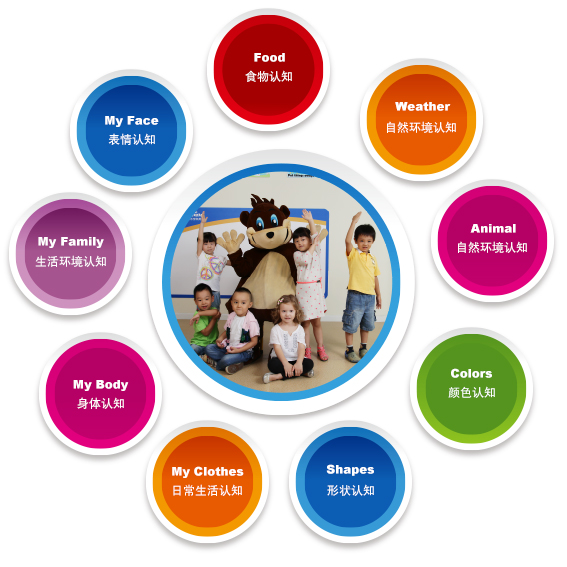 Food
食物认知
Weather
自然环境认知
Animal
自然环境认知
Colors
颜色认知
Shapes
形状认知
My Clothes
日常生活认知
My Body
身体认知
My Family
生活环境认知
My Face
表情认知